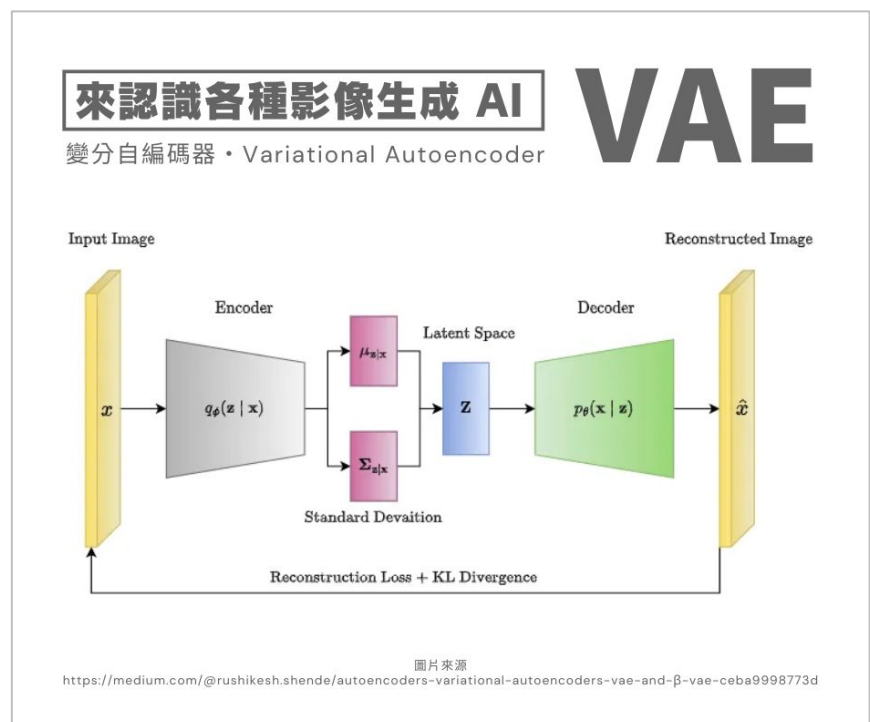 來認識各種影像生成 AI
VAE
變分自編碼器・Variational Autoencoder
Input Image
Reconstructed Image
Encoder
Decoder
Latent Space
μz|x
x
qϕ(z | x)
z
pθ(x | z)
x̂
Σz|x
Standard Devaition
Reconstruction Loss + KL Divergence
圖片來源
https://medium.com/@rushikesh.shende/autoencoders-variational-autoencoders-vae-and-β-vae-ceba9998773d